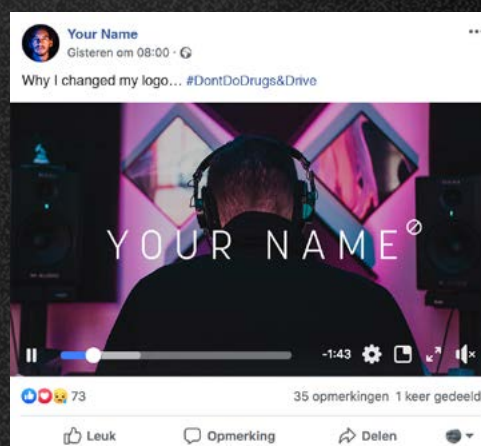 Your Name
Gisteren om 08:00 ·
Why I changed my logo… #DontDoDrugs&Drive
YOUR NAME
-1:43
73 35 opmerkingen 1 keer gedeeld
Leuk Opmerking Delen